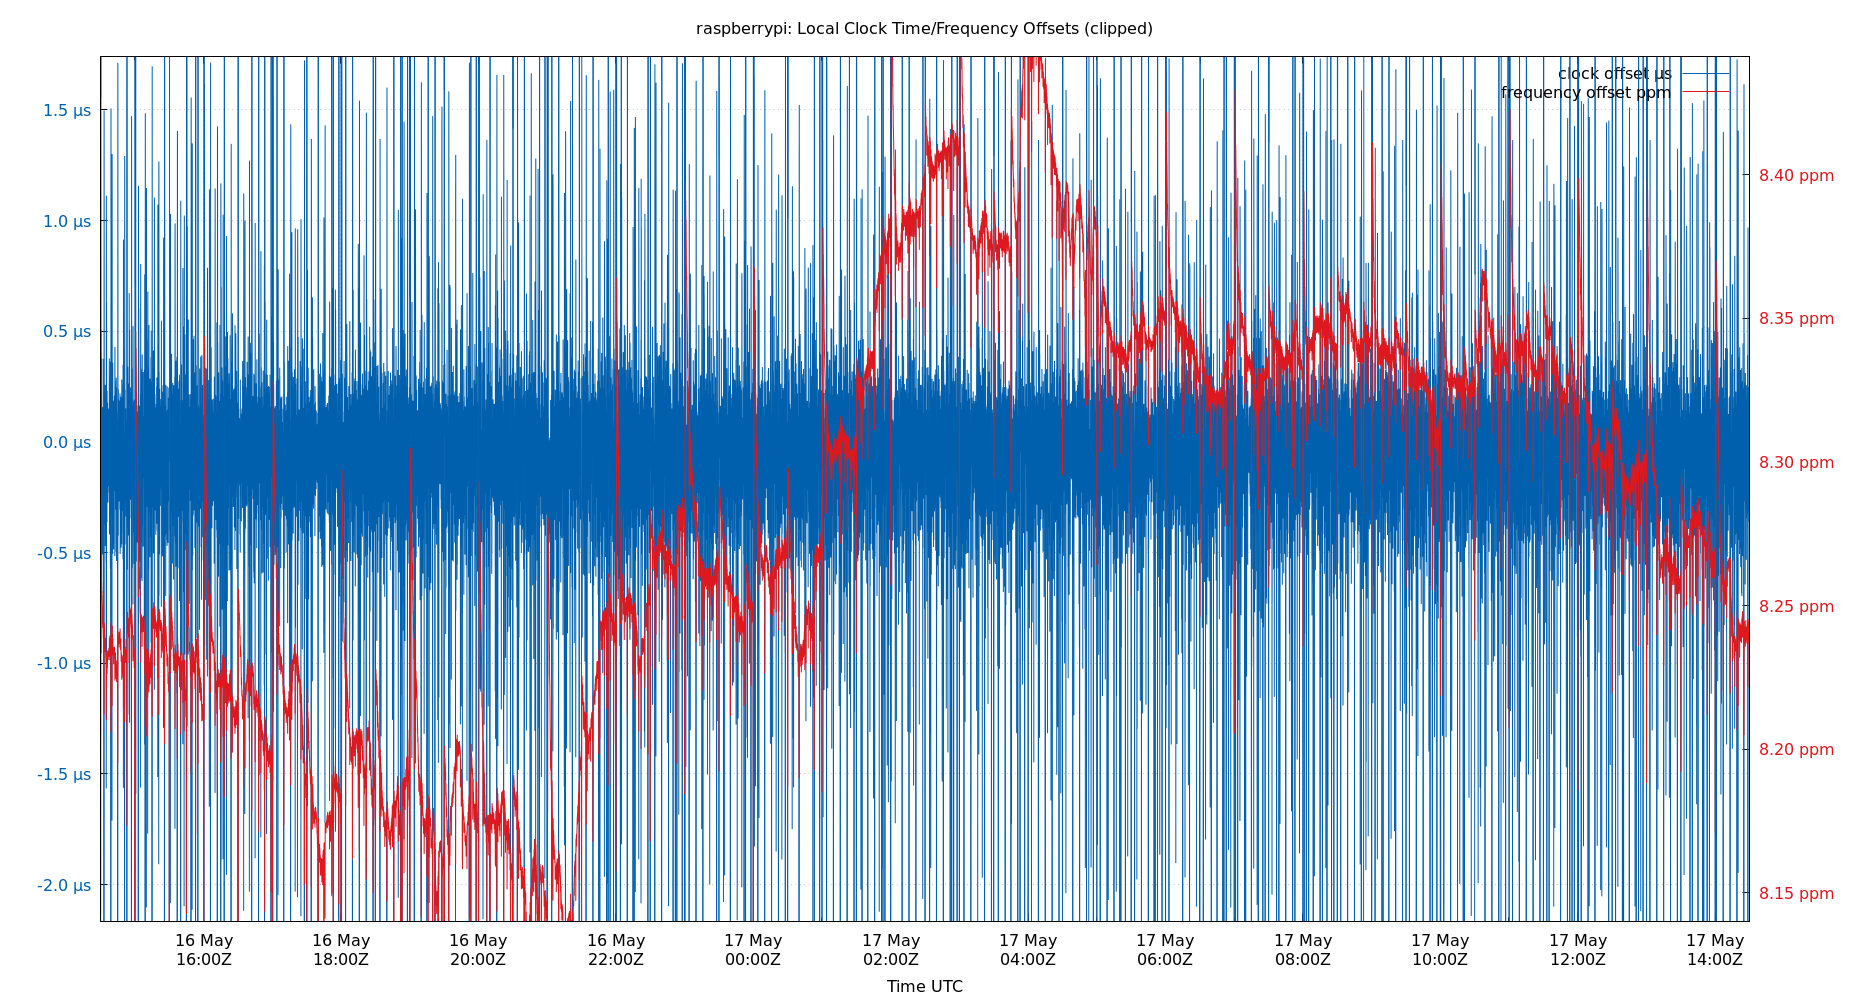 raspberrypi: Local Clock Time/Frequency Offsets (clipped)
clock offset µs
frequency offset ppm
1.5 µs
1.0 µs
0.5 µs
0.0 µs
-0.5 µs
-1.0 µs
-1.5 µs
-2.0 µs
8.40 ppm
8.35 ppm
8.30 ppm
8.25 ppm
8.20 ppm
8.15 ppm
16 May 16 May 16 May 16 May 17 May 17 May 17 May 17 May 17 May 17 May 17 May 17 May
16:00Z 18:00Z 20:00Z 22:00Z 00:00Z 02:00Z 04:00Z 06:00Z 08:00Z 10:00Z 12:00Z 14:00Z
Time UTC